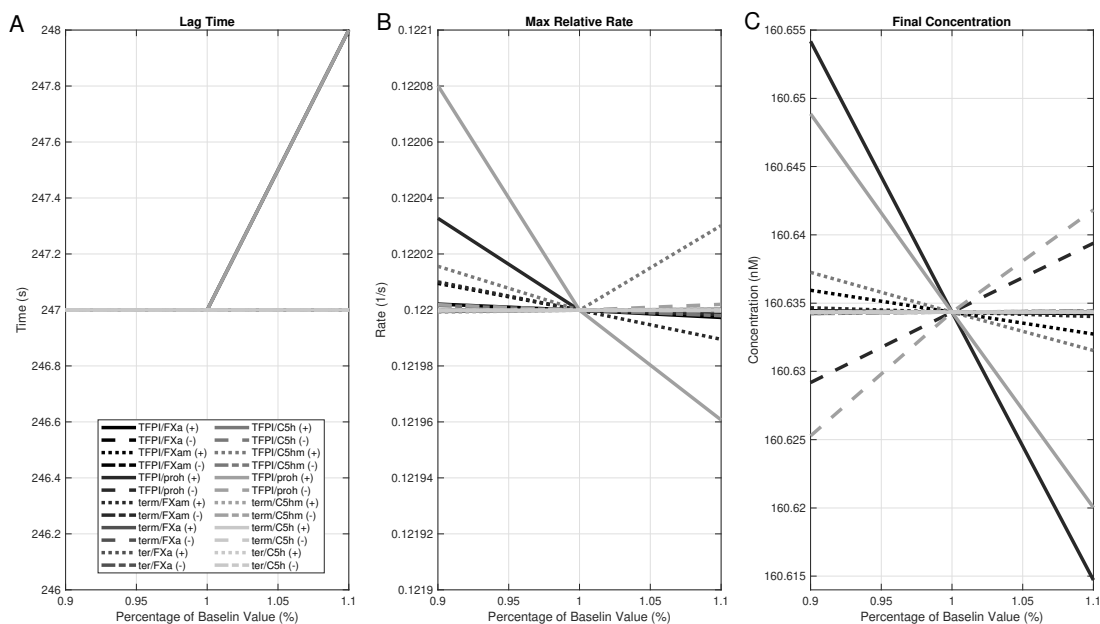 A
Lag Time
Time (s)
248
247.8
247.6
247.4
247.2
247
246.8
246.6
246.4
246.2
246
0.9
0.95
1
1.05
1.1
Percentage of Baselin Value (%)
TFPI/FXa (+)
TFPI/FXa (-)
TFPI/FXam (+)
TFPI/FXam (-)
TFPI/proh (+)
TFPI/proh (-)
term/FXam (+)
term/FXam (-)
term/FXa (+)
term/FXa (-)
ter/FXa (+)
ter/FXa (-)
TFPI/C5h (+)
TFPI/C5h (-)
TFPI/C5hm (+)
TFPI/C5hm (-)
TFPI/proh (+)
TFPI/proh (-)
term/C5hm (+)
term/C5hm (-)
term/C5h (+)
term/C5h (-)
ter/C5h (+)
ter/C5h (-)
B
Max Relative Rate
Rate (1/s)
0.1221
0.12208
0.12206
0.12204
0.12202
0.122
0.12198
0.12196
0.12194
0.12192
0.1219
0.9
0.95
1
1.05
1.1
Percentage of Baselin Value (%)
C
Final Concentration
Concentration (nM)
160.655
160.65
160.645
160.64
160.635
160.63
160.625
160.62
160.615
0.9
0.95
1
1.05
1.1
Percentage of Baselin Value (%)